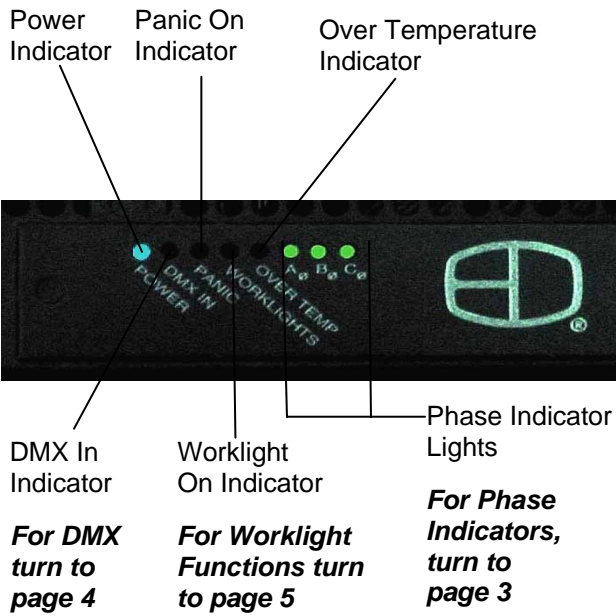 Power
Indicator
Panic On
Indicator
Over Temperature
Indicator
POWER
DMX IN
PANIC
WORKLIGHTS
OVER TEMP
Aø
Bø
Cø
®
DMX In
Indicator
Worklight
On Indicator
Phase Indicator
Lights
For DMX
turn to
page 4
For Worklight
Functions turn
to page 5
For Phase
Indicators,
turn to
page 3